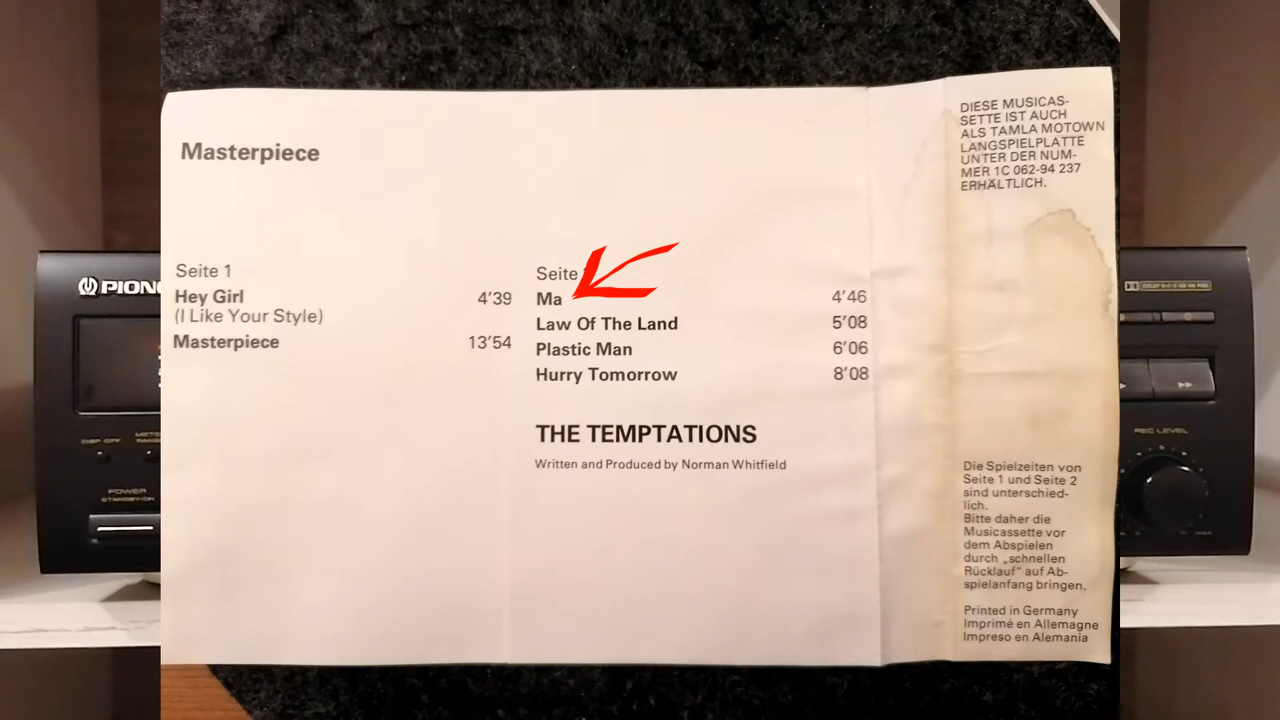 Masterpiece
Seite 1
Hey Girl 4'39
(I Like Your Style)
Masterpiece 13'54
Seite
Ma 4'46
Law Of The Land 5'08
Plastic Man 6'06
Hurry Tomorrow 8'08
THE TEMPTATIONS
Written and Produced by Norman Whitfield
DIESE MUSICAS-
SETTE IST AUCH
ALS TAMLA MOTOWN
LANGSPIELPLATTE
UNTER DER NUM-
MER 1C 062-94 237
ERHÄLTLICH.
Die Spielzeiten von
Seite 1 und Seite 2
sind unterschied-
lich.
Bitte daher die
Musicassette vor
dem Abspielen
durch „schnellen
Rücklauf" auf Ab-
spielanfang bringen.
Printed in Germany
Imprimé en Allemagne
Impreso en Alemania
PIONE
DISP OFF
POWER
STANDBY/ON
REC LEVEL